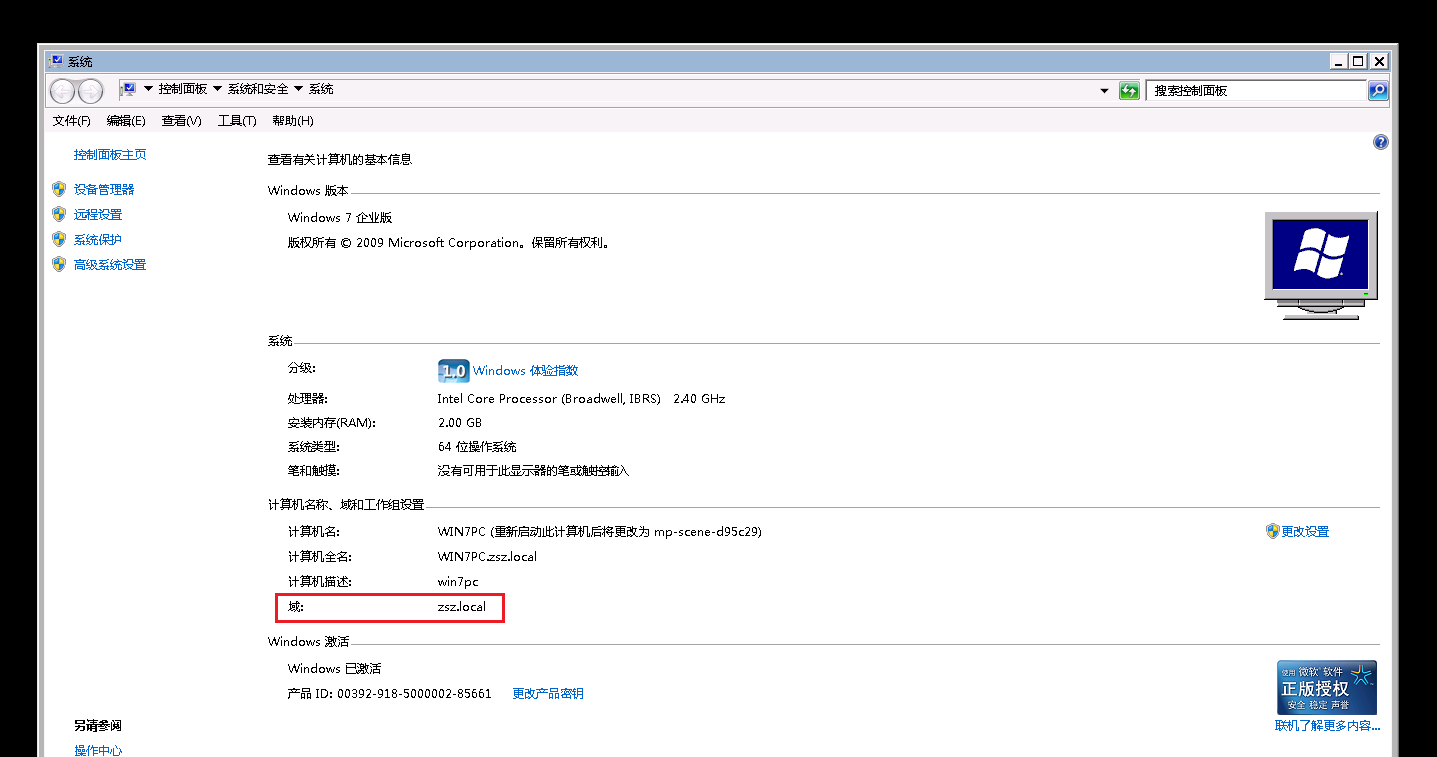 系统
控制面板 系统和安全 系统
搜索控制面板
文件(F) 编辑(E) 查看(V) 工具(T) 帮助(H)
控制面板主页
设备管理器
远程设置
系统保护
高级系统设置
查看有关计算机的基本信息
Windows 版本
Windows 7 企业版
版权所有 © 2009 Microsoft Corporation。保留所有权利。
系统
分级: 1.0 Windows 体验指数
处理器: Intel Core Processor (Broadwell, IBRS) 2.40 GHz
安装内存(RAM): 2.00 GB
系统类型: 64 位操作系统
笔和触摸: 没有可用于此显示器的笔或触控输入
计算机名称、域和工作组设置
计算机名: WIN7PC (重新启动此计算机后将更改为 mp-scene-d95c29) 更改设置
计算机全名: WIN7PC.zsz.local
计算机描述: win7pc
域: zsz.local
Windows 激活
Windows 已激活
产品 ID: 00392-918-5000002-85661 更改产品密钥
使用 微软 软件
正版授权
安全 稳定 声誉
联机了解更多内容...
另请参阅
操作中心